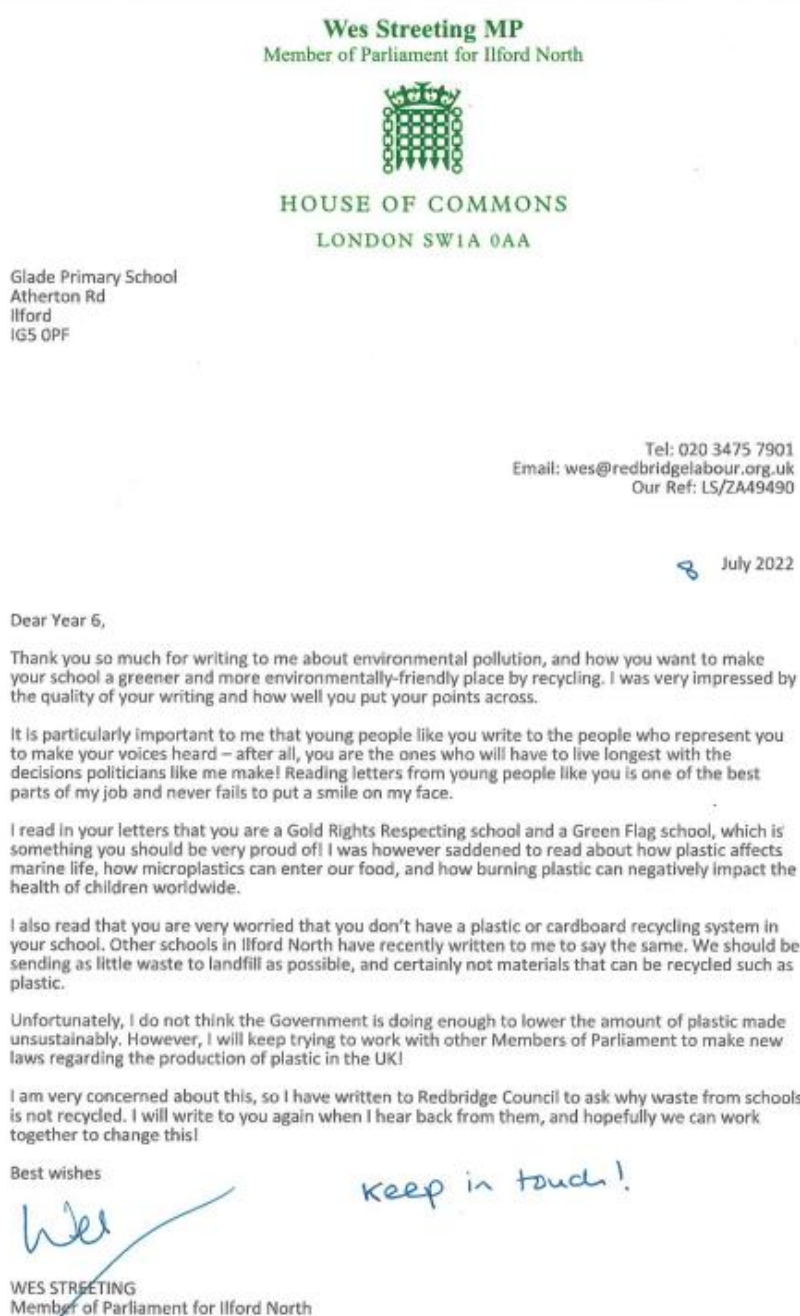 Wes Streeting MP
Member of Parliament for Ilford North
HOUSE OF COMMONS
LONDON SW1A 0AA
Glade Primary School
Atherton Rd
Ilford
IG5 0PF
Tel: 020 3475 7901
Email: wes@redbridgelabour.org.uk
Our Ref: LS/ZA49490
8 July 2022
Dear Year 6,
Thank you so much for writing to me about environmental pollution, and how you want to make
your school a greener and more environmentally-friendly place by recycling. I was very impressed by
the quality of your writing and how well you put your points across.
It is particularly important to me that young people like you write to the people who represent you
to make your voices heard – after all, you are the ones who will have to live longest with the
decisions politicians like me make! Reading letters from young people like you is one of the best
parts of my job and never fails to put a smile on my face.
I read in your letters that you are a Gold Rights Respecting school and a Green Flag school, which is
something you should be very proud of! I was however saddened to read about how plastic affects
marine life, how microplastics can enter our food, and how burning plastic can negatively impact the
health of children worldwide.
I also read that you are very worried that you don't have a plastic or cardboard recycling system in
your school. Other schools in Ilford North have recently written to me to say the same. We should be
sending as little waste to landfill as possible, and certainly not materials that can be recycled such as
plastic.
Unfortunately, I do not think the Government is doing enough to lower the amount of plastic made
unsustainably. However, I will keep trying to work with other Members of Parliament to make new
laws regarding the production of plastic in the UK!
I am very concerned about this, so I have written to Redbridge Council to ask why waste from schools
is not recycled. I will write to you again when I hear back from them, and hopefully we can work
together to change this!
Best wishes
Keep in touch!
Wes
WES STREETING
Member of Parliament for Ilford North